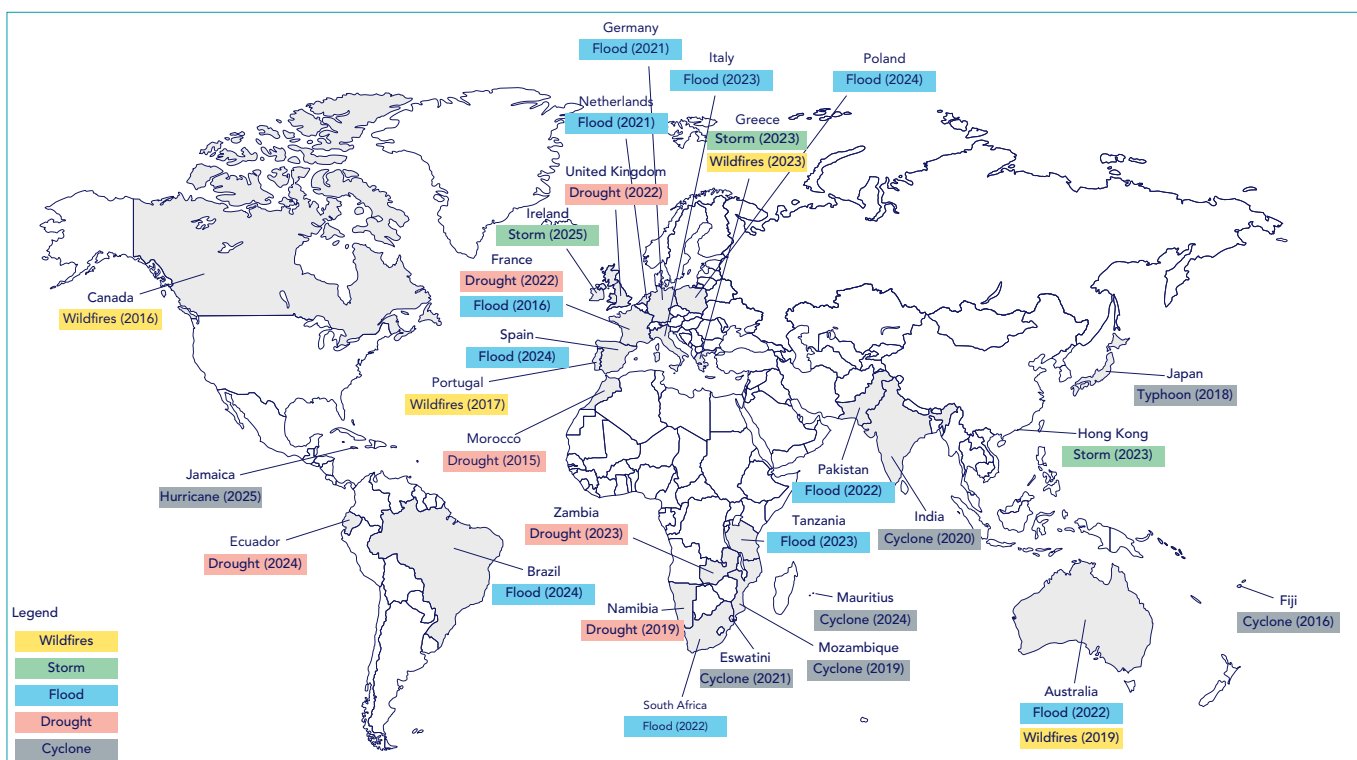 Germany
Flood (2021)
Italy
Flood (2023)
Poland
Flood (2024)
Netherlands
Flood (2021)
Greece
Storm (2023)
Wildfires (2023)
United Kingdom
Drought (2022)
Ireland
Storm (2025)
France
Drought (2022)
Flood (2016)
Canada
Wildfires (2016)
Spain
Flood (2024)
Portugal
Wildfires (2017)
Japan
Typhoon (2018)
Morocco
Drought (2015)
Hong Kong
Storm (2023)
Jamaica
Hurricane (2025)
Pakistan
Flood (2022)
India
Cyclone (2020)
Zambia
Drought (2023)
Tanzania
Flood (2023)
Ecuador
Drought (2024)
Brazil
Flood (2024)
Namibia
Drought (2019)
Mauritius
Cyclone (2024)
Fiji
Cyclone (2016)
Mozambique
Cyclone (2019)
Eswatini
Cyclone (2021)
South Africa
Flood (2022)
Australia
Flood (2022)
Wildfires (2019)
Legend
Wildfires
Storm
Flood
Drought
Cyclone